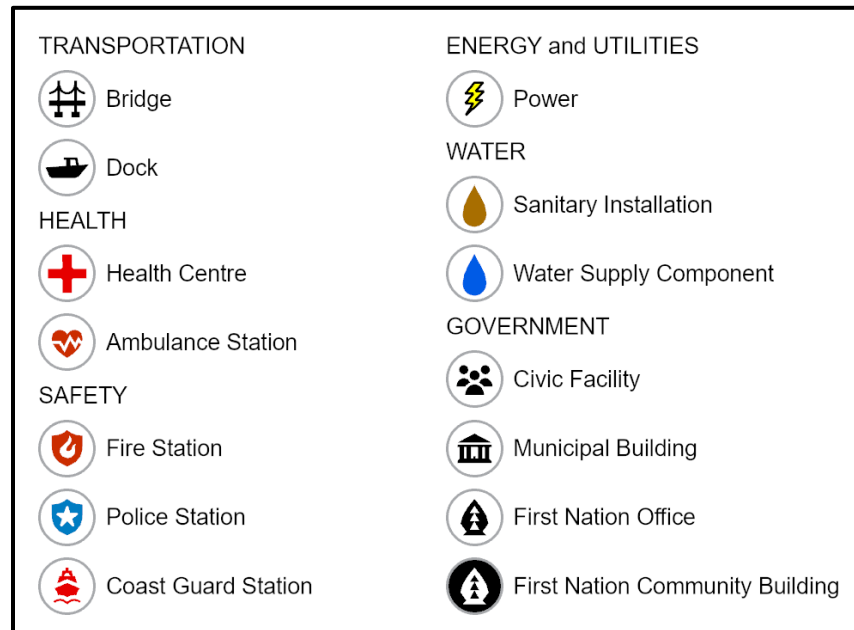 TRANSPORTATION
Bridge
Dock
HEALTH
Health Centre
Ambulance Station
SAFETY
Fire Station
Police Station
Coast Guard Station
ENERGY and UTILITIES
Power
WATER
Sanitary Installation
Water Supply Component
GOVERNMENT
Civic Facility
Municipal Building
First Nation Office
First Nation Community Building